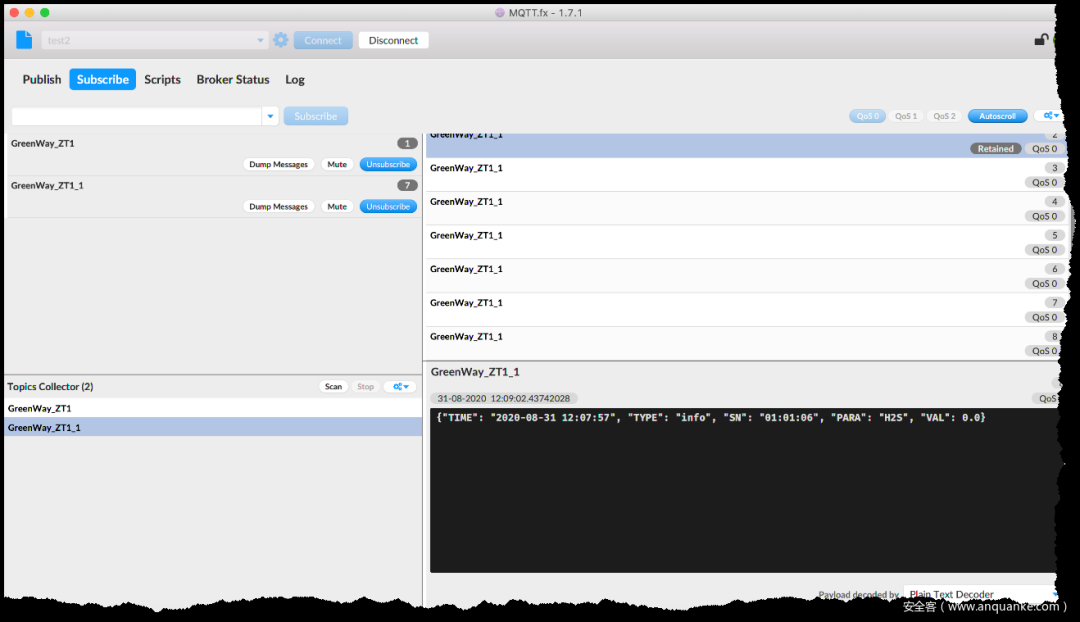 MQTT.fx - 1.7.1
test2
Connect
Disconnect
Publish
Subscribe
Scripts
Broker Status
Log
Subscribe
QoS 0
QoS 1
QoS 2
Autoscroll
GreenWay_ZT1
1
Dump Messages
Mute
Unsubscribe
GreenWay_ZT1_1
7
Dump Messages
Mute
Unsubscribe
GreenWay_ZT1_1
2
Retained
QoS 0
GreenWay_ZT1_1
3
QoS 0
GreenWay_ZT1_1
4
QoS 0
GreenWay_ZT1_1
5
QoS 0
GreenWay_ZT1_1
6
QoS 0
GreenWay_ZT1_1
7
QoS 0
GreenWay_ZT1_1
8
QoS 0
Topics Collector (2)
Scan
Stop
GreenWay_ZT1
GreenWay_ZT1_1
GreenWay_ZT1_1
31-08-2020 12:09:02.43742028
QoS
{"TIME": "2020-08-31 12:07:57", "TYPE": "info", "SN": "01:01:06", "PARA": "H2S", "VAL": 0.0}
Payload decoded by
Plain Text Decoder
安全客（www.anquanke.com）